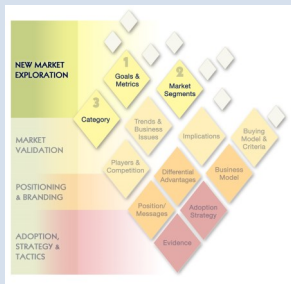 NEW MARKET
EXPLORATION
1
Goals &
Metrics
2
Market
Segments
3
Category
Trends &
Business
Issues
Implications
Buying
Model &
Criteria
MARKET
VALIDATION
Players &
Competition
Differential
Advantages
Business
Model
POSITIONING
& BRANDING
Position/
Messages
Adoption
Strategy
ADOPTION,
STRATEGY &
TACTICS
Evidence